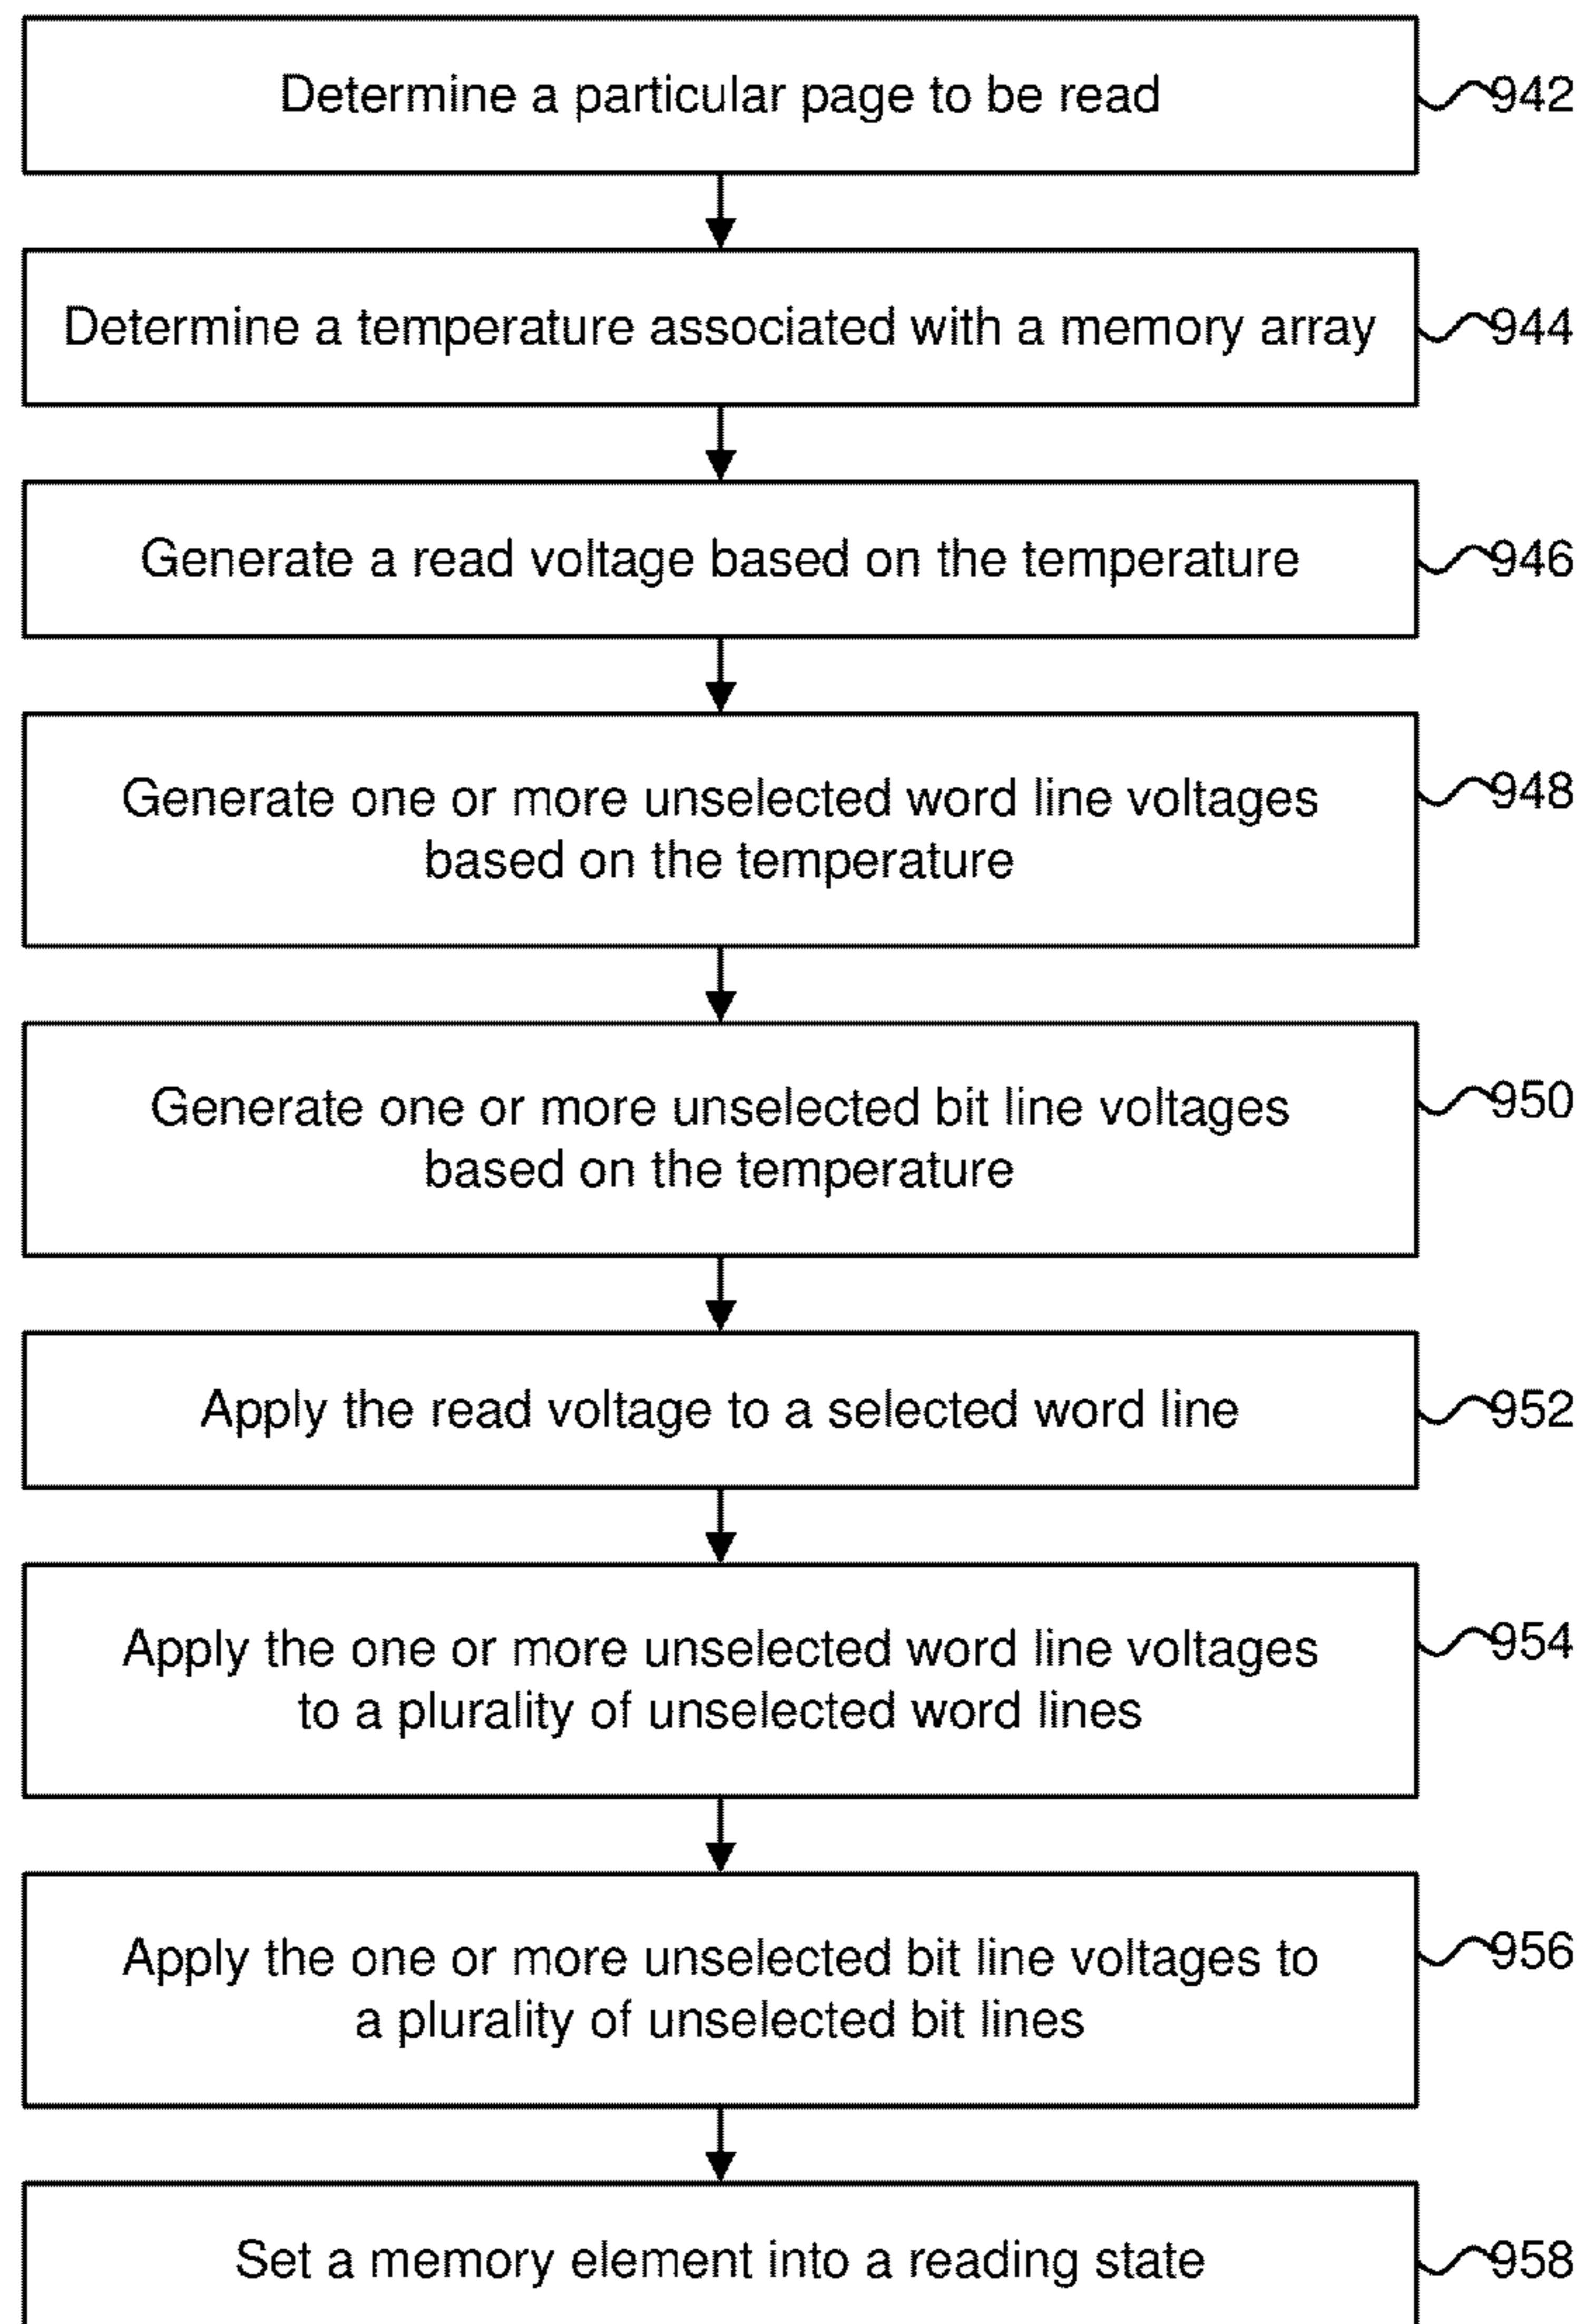 Determine a particular page to be read
942
Determine a temperature associated with a memory array
944
Generate a read voltage based on the temperature
946
Generate one or more unselected word line voltages
based on the temperature
948
Generate one or more unselected bit line voltages
based on the temperature
950
Apply the read voltage to a selected word line
952
Apply the one or more unselected word line voltages
to a plurality of unselected word lines
954
Apply the one or more unselected bit line voltages to
a plurality of unselected bit lines
956
Set a memory element into a reading state
958